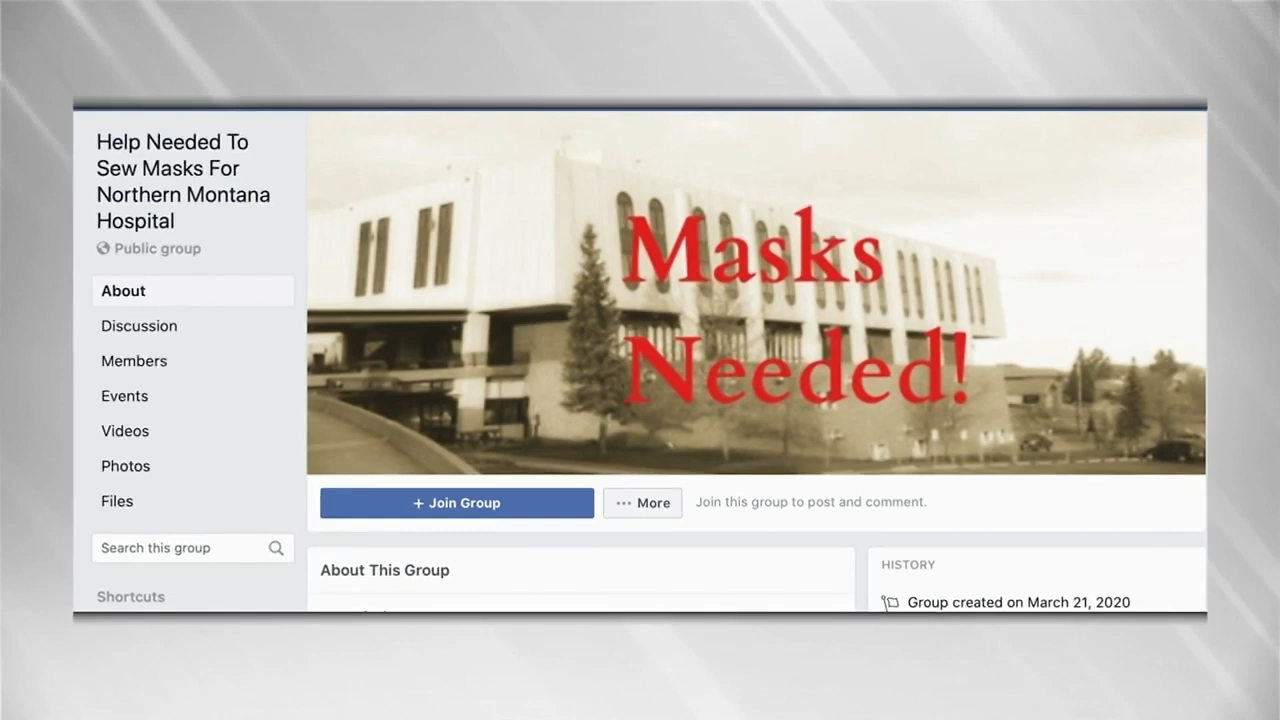 Help Needed To
Sew Masks For
Northern Montana
Hospital
Public group
About
Discussion
Members
Events
Videos
Photos
Files
Search this group
Shortcuts
Masks
Needed!
+ Join Group
••• More
Join this group to post and comment.
About This Group
HISTORY
Group created on March 21, 2020